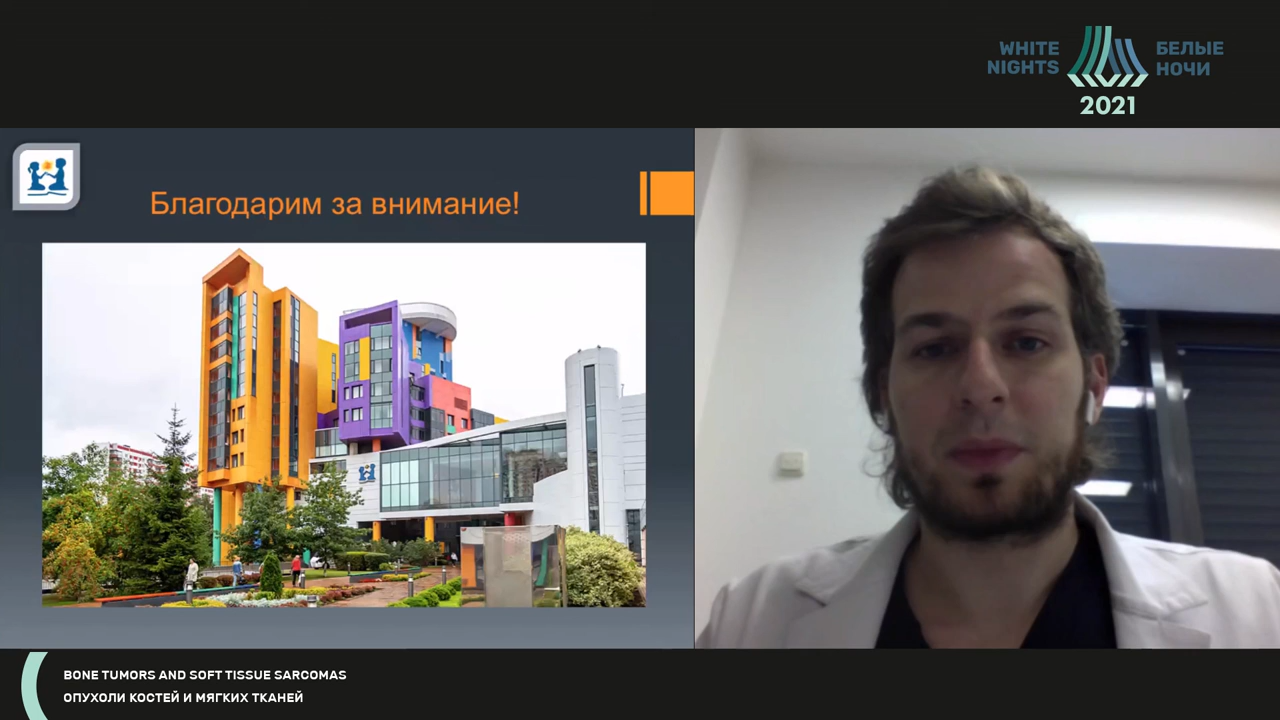 WHITE
NIGHTS
БЕЛЫЕ
НОЧИ
2021
Благодарим за внимание!
BONE TUMORS AND SOFT TISSUE SARCOMAS
ОПУХОЛИ КОСТЕЙ И МЯГКИХ ТКАНЕЙ